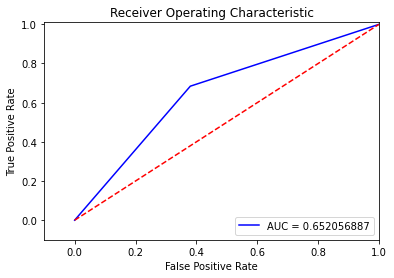 Receiver Operating Characteristic
1.0
0.8
0.6
0.4
0.2
0.0
True Positive Rate
AUC = 0.652056887
0.0 0.2 0.4 0.6 0.8 1.0
False Positive Rate